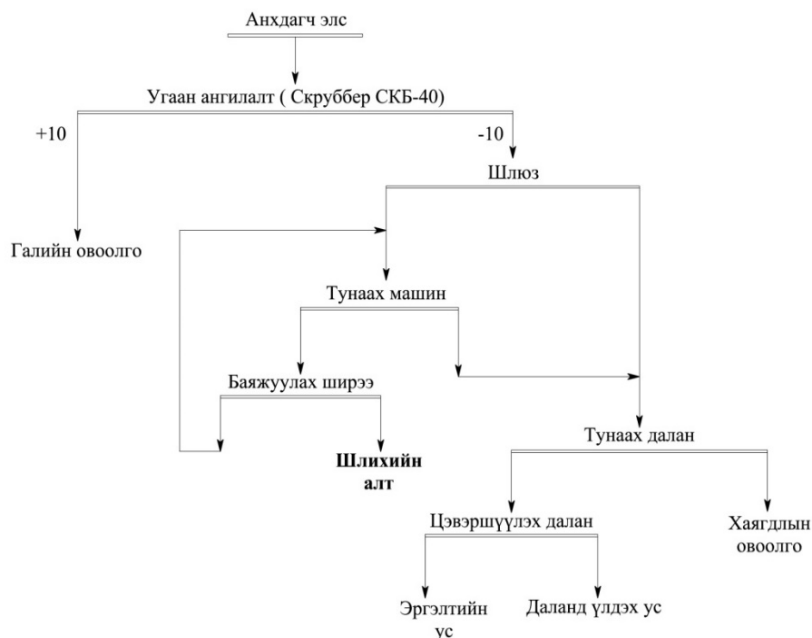 Анхдагч элс
Угаан ангилалт ( Скруббер СКБ-40)
+10
-10
Шлюз
Галийн овоолго
Тунаах машин
Баяжуулах ширээ
Шлихийн
алт
Тунаах далан
Цэвэршүүлэх далан
Хаягдлын
овоолго
Эргэлтийн
ус
Даланд үлдэх ус